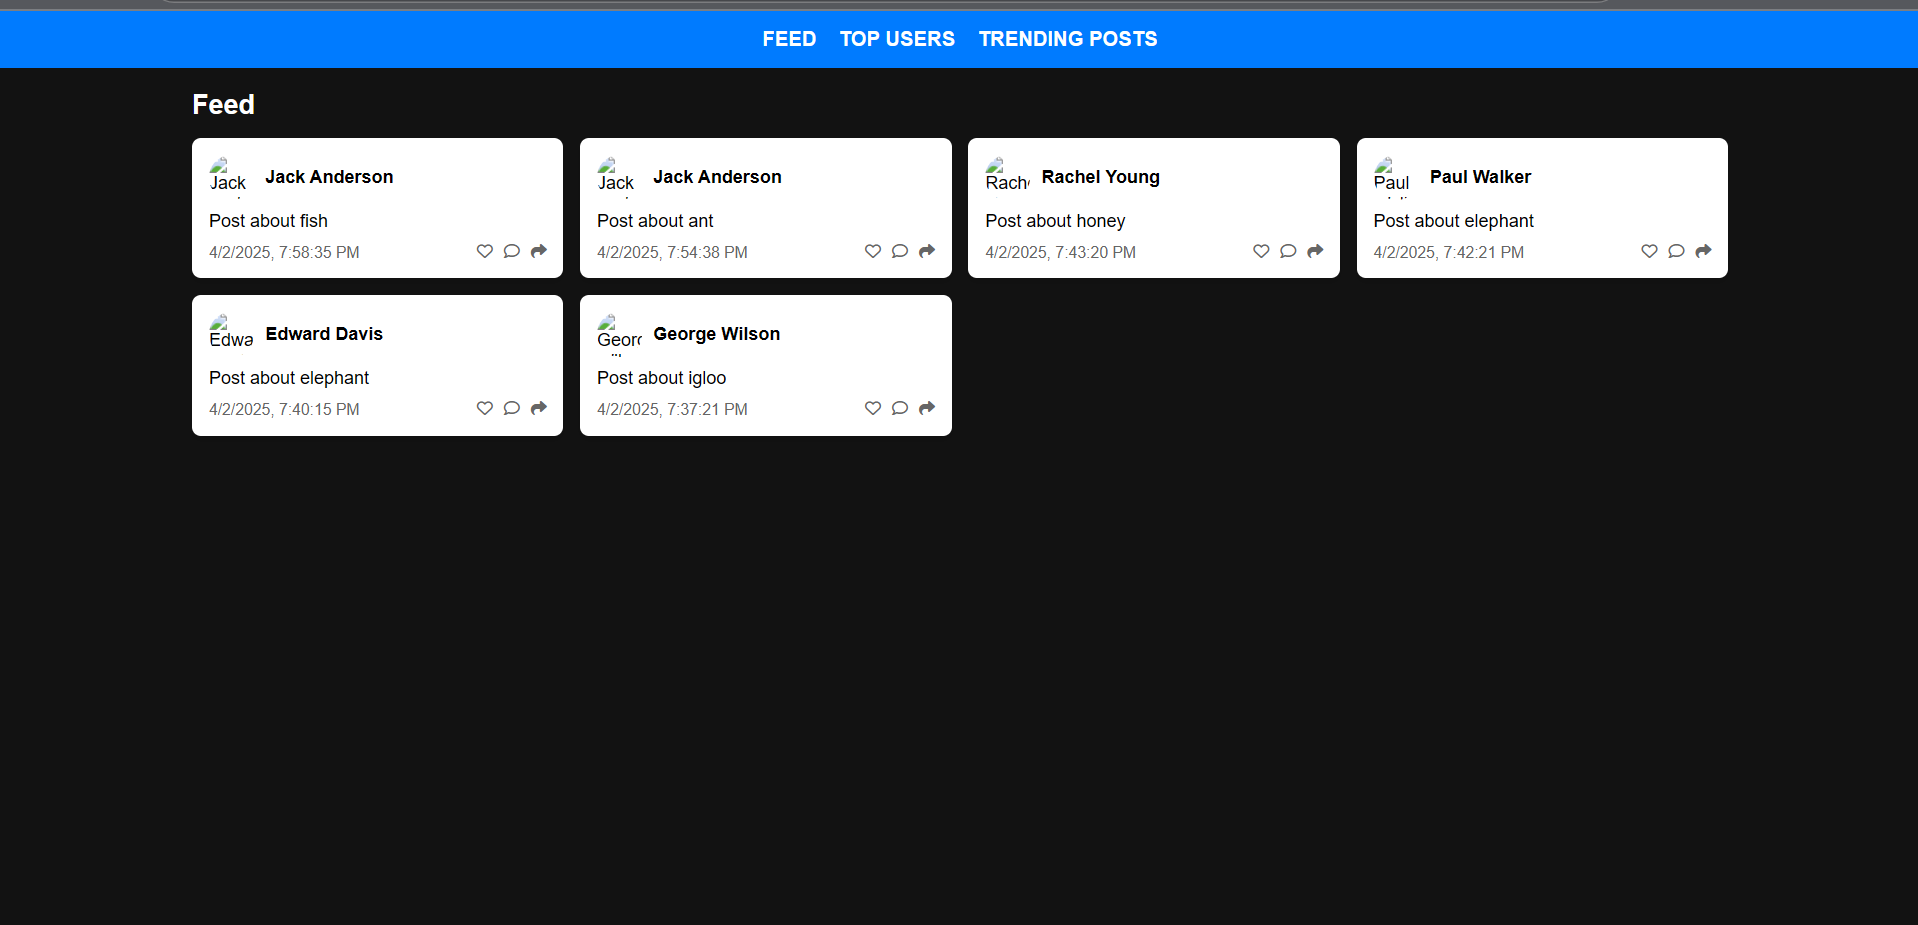 FEED TOP USERS TRENDING POSTS
Feed
Jack
Jack Anderson
Post about fish
4/2/2025, 7:58:35 PM
Jack
Jack Anderson
Post about ant
4/2/2025, 7:54:38 PM
Rachel Young
Post about honey
4/2/2025, 7:43:20 PM
Paul
Paul Walker
Post about elephant
4/2/2025, 7:42:21 PM
Edwa
Edward Davis
Post about elephant
4/2/2025, 7:40:15 PM
George Wilson
Post about igloo
4/2/2025, 7:37:21 PM